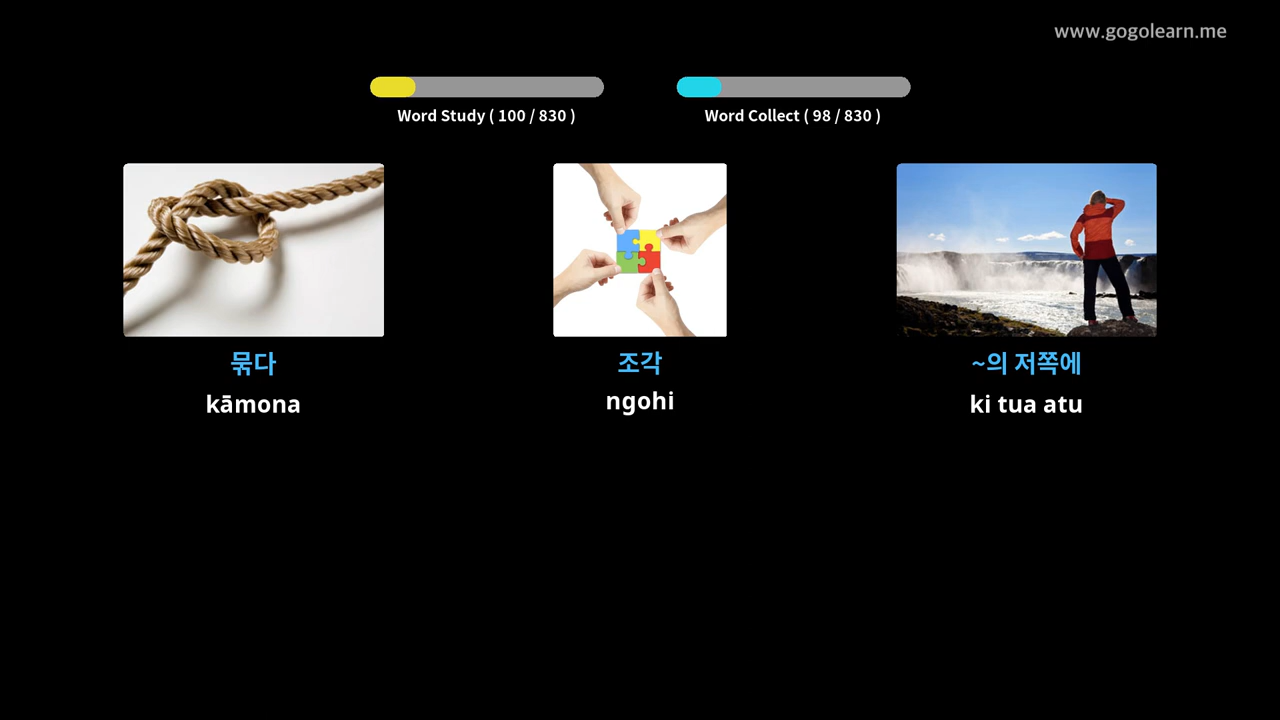 www.gogolearn.me
Word Study ( 100 / 830 )
Word Collect ( 98 / 830 )
묶다
조각
~의 저쪽에
kāmona
ngohi
ki tua atu